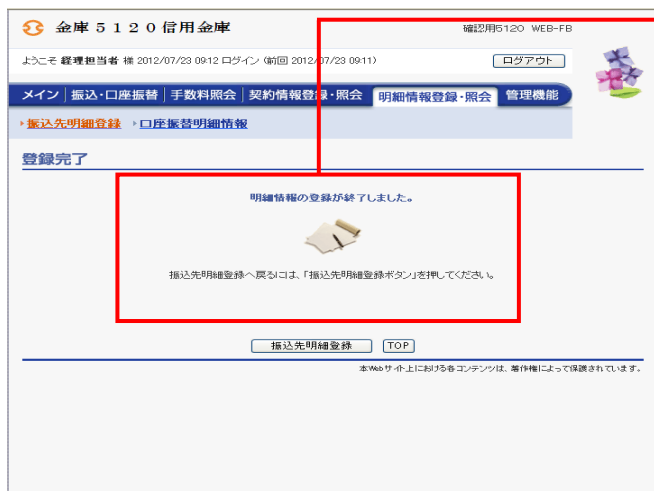 金庫５１２０信用金庫
確認用5120 WEB-FB
ようこそ 経理担当者 様 2012/07/23 09:12 ログイン (前回 2012/07/23 09:11)
ログアウト
メイン 振込・口座振替 手数料照会 契約情報登録・照会 明細情報登録・照会 管理機能
振込先明細登録 口座振替明細情報
登録完了
明細情報の登録が終了しました。
振込先明細登録へ戻るには、「振込先明細登録ボタン」を押してください。
振込先明細登録 TOP
本Webサイト上における各コンテンツは、著作権によって保護されています。